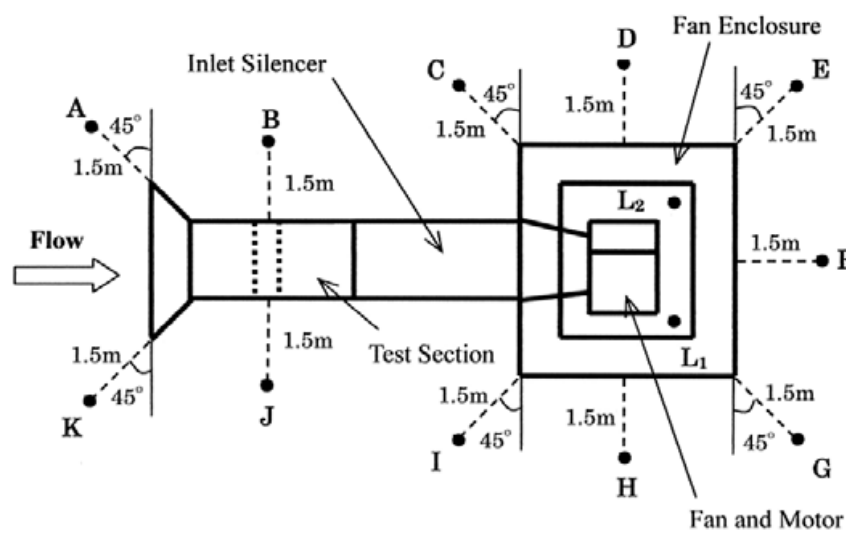 Fan Enclosure
D
Inlet Silencer
C
E
45°
45°
A
1.5m
45°
B
1.5m
1.5m
1.5m
1.5m
L₂
Flow
1.5m
1.5m
1.5m
Test Section
L₁
45°
1.5m
1.5m
1.5m
K
J
I
45°
45°
H
G
Fan and Motor